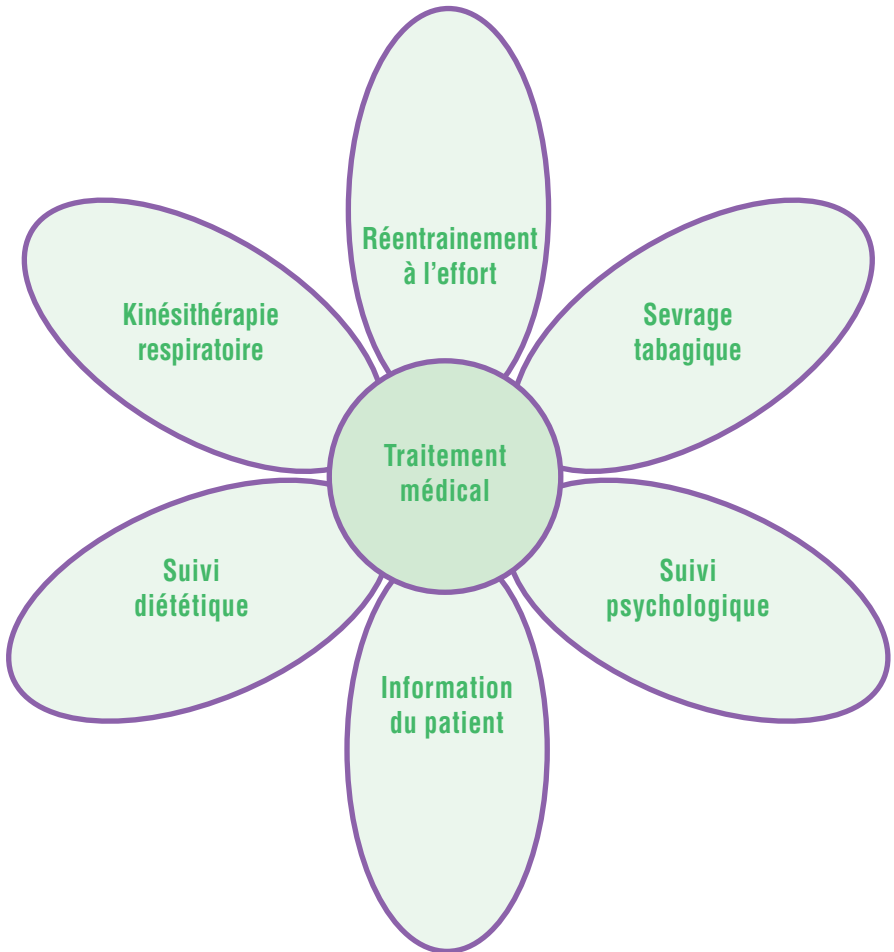 Réentrainement
à l'effort
Kinésithérapie
respiratoire
Sevrage
tabagique
Traitement
médical
Suivi
diététique
Suivi
psychologique
Information
du patient